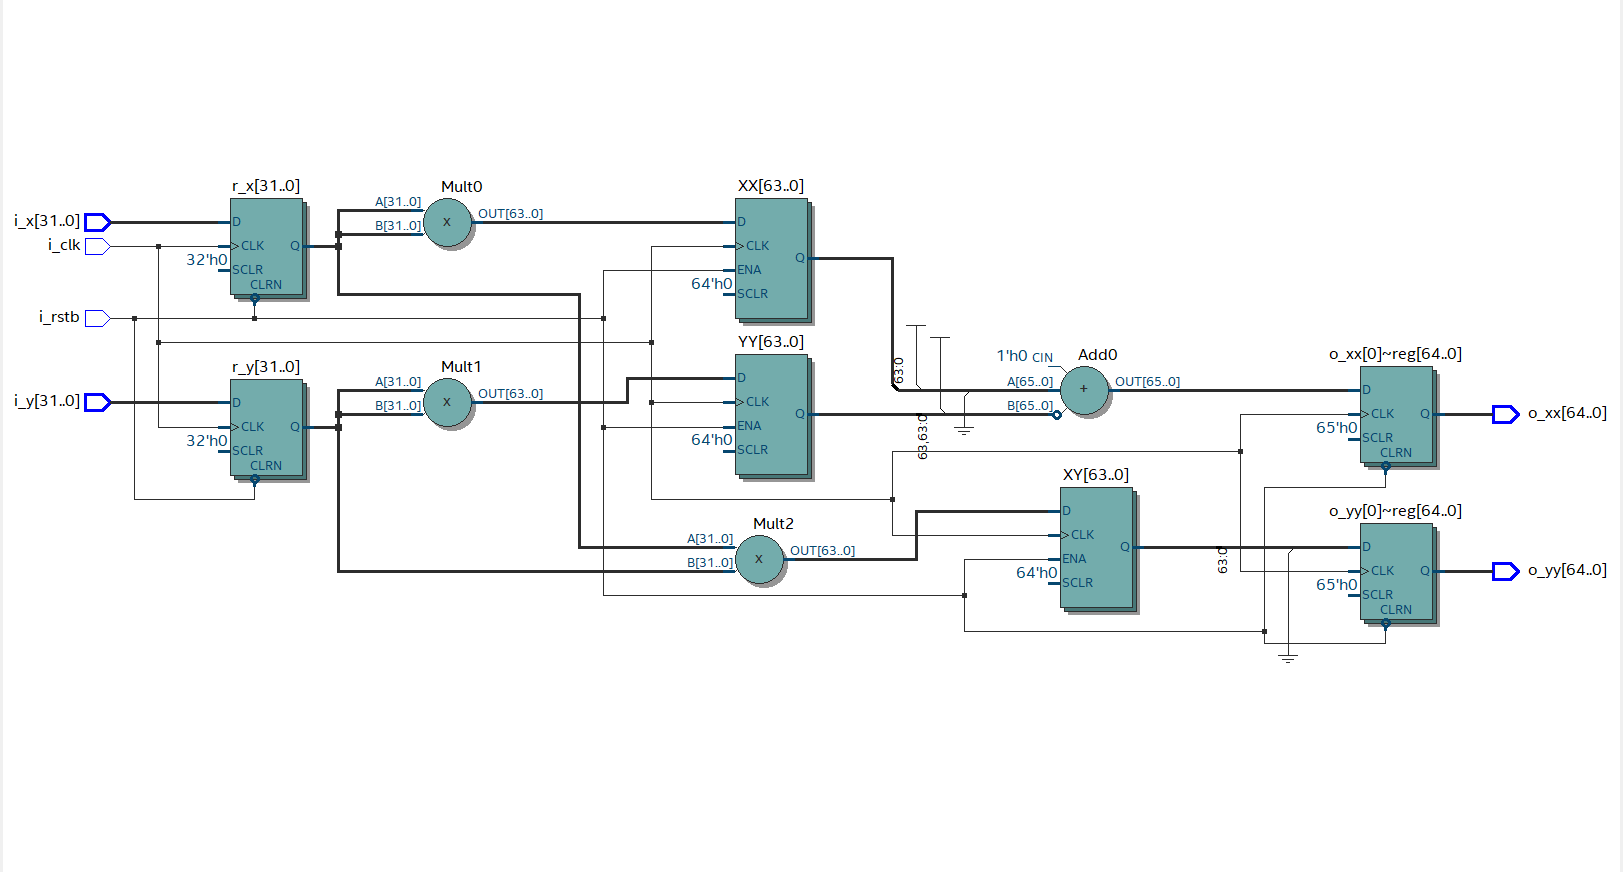 r_x[31..0]
i_x[31..0]
i_clk
32'h0
D
CLK
SCLR
CLRN
Q
i_rstb
r_y[31..0]
i_y[31..0]
32'h0
D
CLK
SCLR
CLRN
Q
Mult0
A[31..0]
B[31..0]
x
OUT[63..0]
Mult1
A[31..0]
B[31..0]
x
OUT[63..0]
XX[63..0]
D
CLK
ENA
SCLR
Q
64'h0
YY[63..0]
D
CLK
ENA
SCLR
Q
64'h0
Mult2
A[31..0]
B[31..0]
x
OUT[63..0]
63:0
63,63:0
1'h0 CIN
Add0
A[65..0]
B[65..0]
+
OUT[65..0]
XY[63..0]
D
CLK
ENA
SCLR
Q
64'h0
63:0
o_xx[0]~reg[64..0]
D
CLK
SCLR
CLRN
Q
65'h0
o_xx[64..0]
o_yy[0]~reg[64..0]
D
CLK
SCLR
CLRN
Q
65'h0
o_yy[64..0]